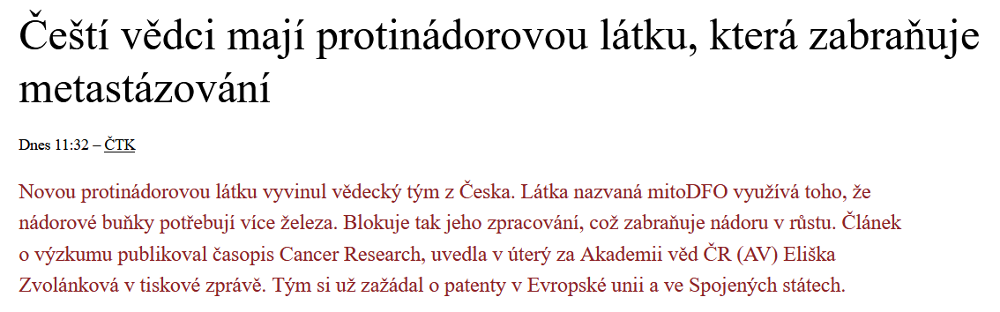 Čeští vědci mají protinádorovou látku, která zabraňuje
metastázování
Dnes 11:32 – ČTK
Novou protinádorovou látku vyvinul vědecký tým z Česka. Látka nazvaná mitoDFO využívá toho, že
nádorové buňky potřebují více železa. Blokuje tak jeho zpracování, což zabraňuje nádoru v růstu. Článek
o výzkumu publikoval časopis Cancer Research, uvedla v úterý za Akademii věd ČR (AV) Eliška
Zvolánková v tiskové zprávě. Tým si už zažádal o patenty v Evropské unii a ve Spojených státech.